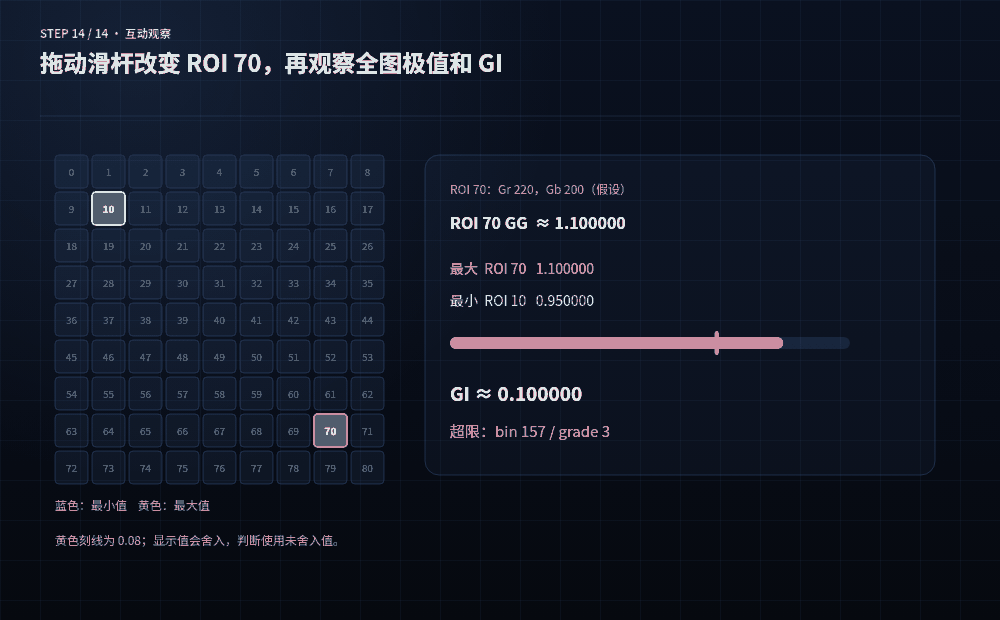 STEP 14 / 14 · 互动观察
拖动滑杆改变 ROI 70，再观察全图极值和 GI
0 1 2 3 4 5 6 7 8
9 10 11 12 13 14 15 16 17
18 19 20 21 22 23 24 25 26
27 28 29 30 31 32 33 34 35
36 37 38 39 40 41 42 43 44
45 46 47 48 49 50 51 52 53
54 55 56 57 58 59 60 61 62
63 64 65 66 67 68 69 70 71
72 73 74 75 76 77 78 79 80
蓝色：最小值 黄色：最大值
黄色刻线为 0.08；显示值会舍入，判断使用未舍入值。
ROI 70：Gr 220，Gb 200（假设）
ROI 70 GG ≈ 1.100000
最大 ROI 70 1.100000
最小 ROI 10 0.950000
GI ≈ 0.100000
超限：bin 157 / grade 3